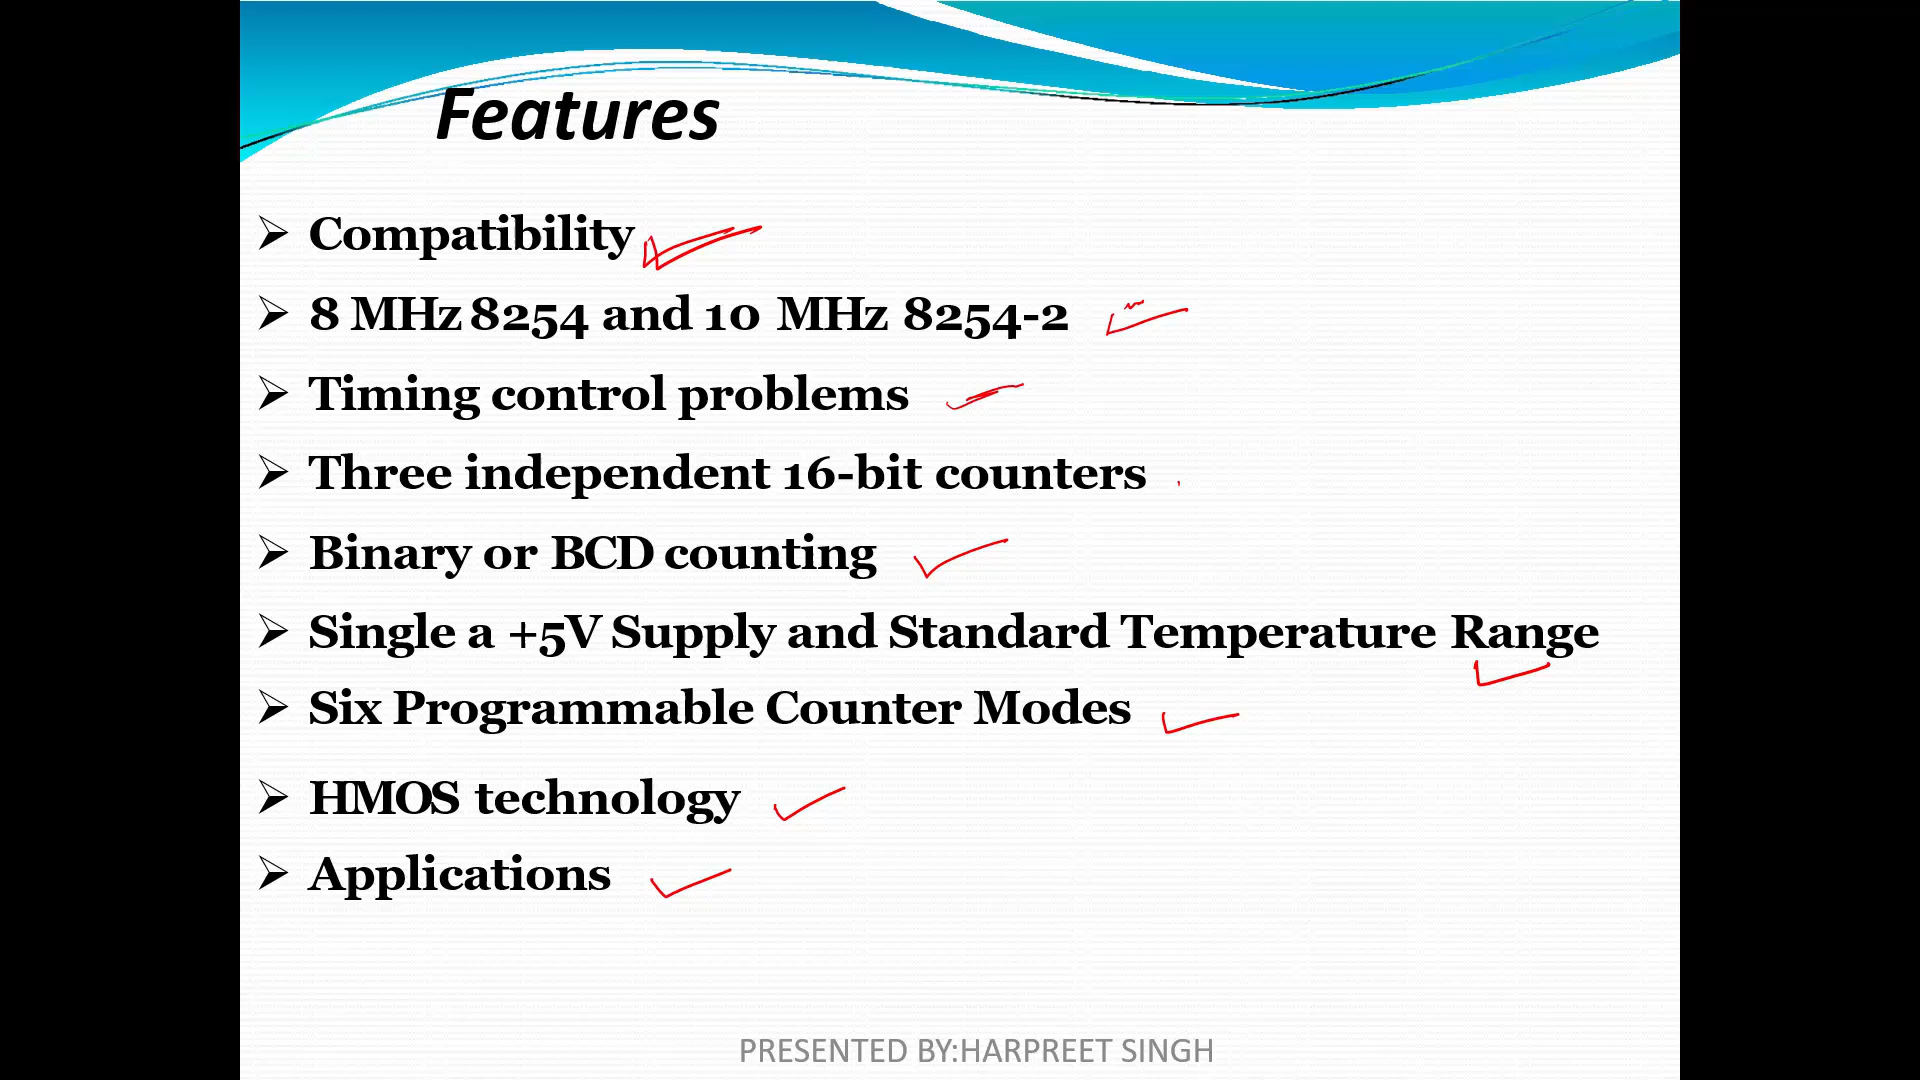 Features
➢ Compatibility
➢ 8 MHz 8254 and 10 MHz 8254-2
➢ Timing control problems
➢ Three independent 16-bit counters
➢ Binary or BCD counting
➢ Single a +5V Supply and Standard Temperature Range
➢ Six Programmable Counter Modes
➢ HMOS technology
➢ Applications
PRESENTED BY:HARPREET SINGH